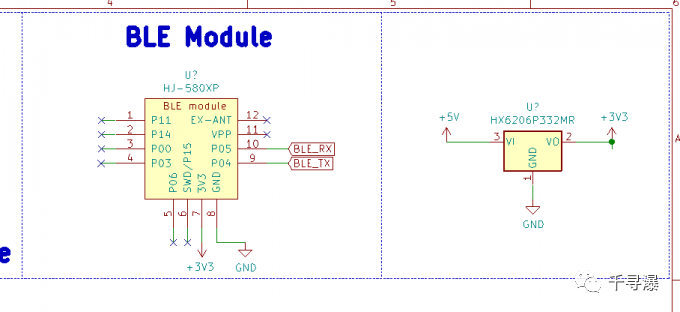 4
5
6
BLE Module
U?
HJ-580XP
BLE module
1 P11
EX-ANT 12
2 P14
VPP 11
3 P00
P05 10
BLE_RX
4 P03
P04 9
BLE_TX
P06
SWD/P15
3V3
GND
5
6
7
8
+3V3
GND
+5V
U?
HX6206P332MR
+3V3
3 VI
VO 2
GND
1
GND
A
e
千寻瀑